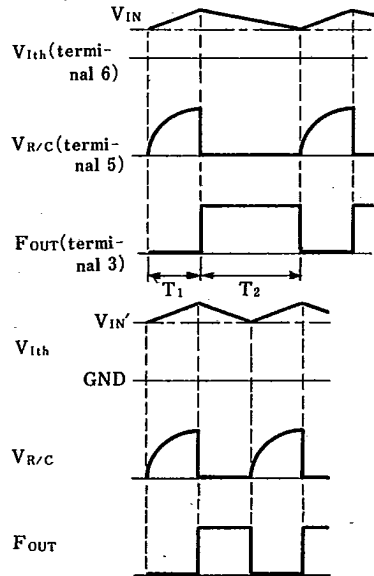 VIN
VIth(termi-
nal 6)
VR/C(termi-
nal 5)
FOUT(termi-
nal 3)
T1
T2
VIN'
VIth
GND
VR/C
FOUT